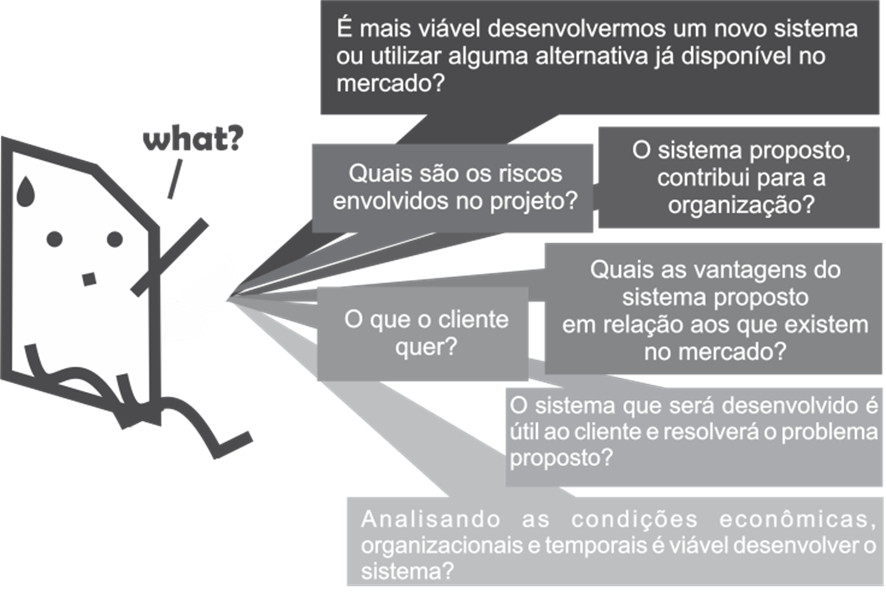 É mais viável desenvolvermos um novo sistema
ou utilizar alguma alternativa já disponível no
mercado?
what?
Quais são os riscos
envolvidos no projeto?
O sistema proposto,
contribui para a
organização?
Quais as vantagens do
sistema proposto
em relação aos que existem
no mercado?
O que o cliente
quer?
O sistema que será desenvolvido é
útil ao cliente e resolverá o problema
proposto?
Analisando as condições econômicas,
organizacionais e temporais é viável desenvolver o
sistema?